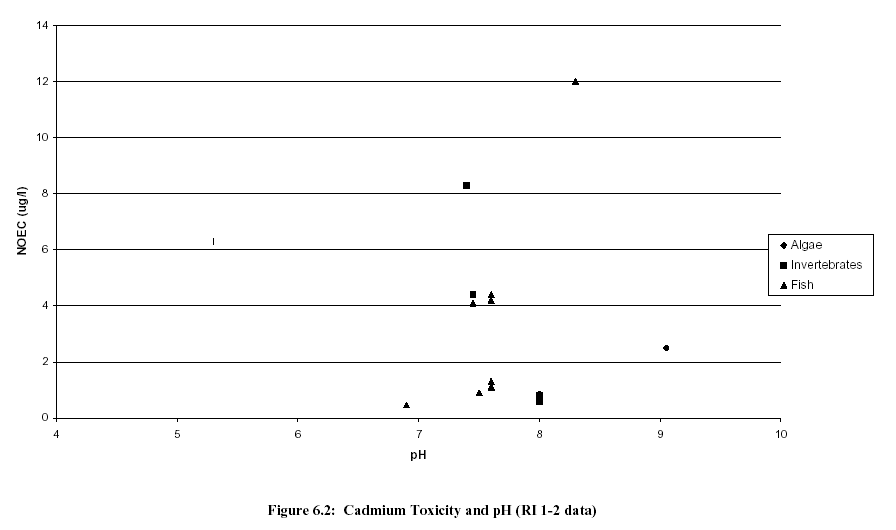 14
12
10
8
6
4
2
0
NOEC (ug/l)
4 5 6 7 8 9 10
pH
Algae
Invertebrates
Fish
Figure 6.2: Cadmium Toxicity and pH (RI 1-2 data)